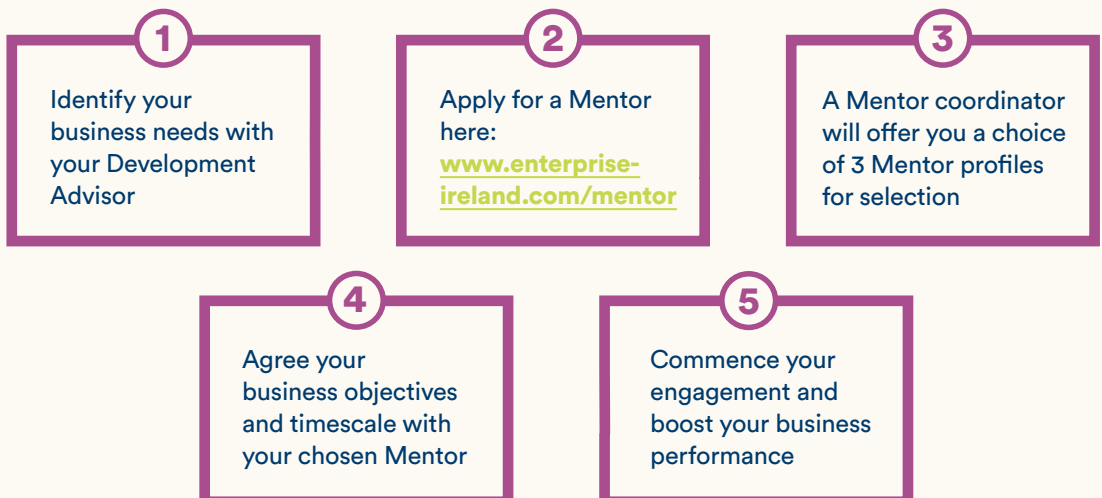 1
Identify your
business needs with
your Development
Advisor
2
Apply for a Mentor
here:
www.enterprise-
ireland.com/mentor
3
A Mentor coordinator
will offer you a choice
of 3 Mentor profiles
for selection
4
Agree your
business objectives
and timescale with
your chosen Mentor
5
Commence your
engagement and
boost your business
performance